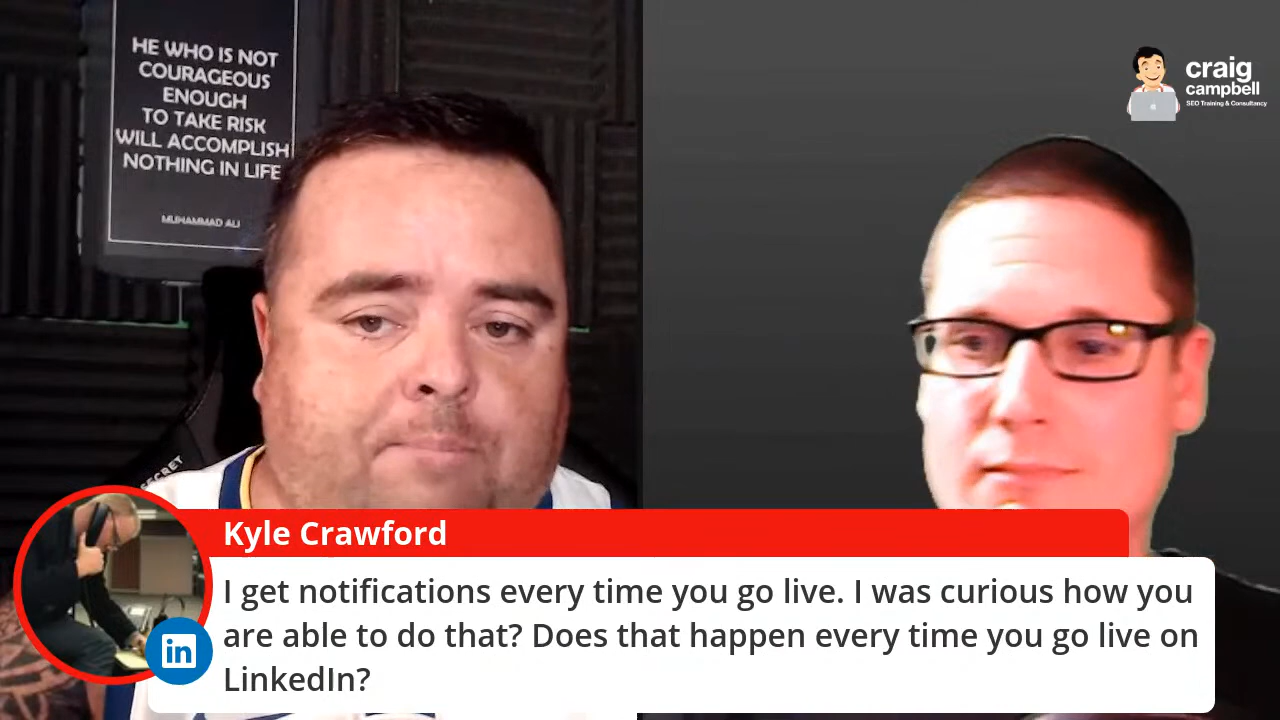 HE WHO IS NOT
COURAGEOUS
ENOUGH
TO TAKE RISK
WILL ACCOMPLISH
NOTHING IN LIFE
MUHAMMAD ALI
craig
campbell
SEO Training & Consultancy
SECRET
Kyle Crawford
I get notifications every time you go live. I was curious how you
are able to do that? Does that happen every time you go live on
LinkedIn?
in